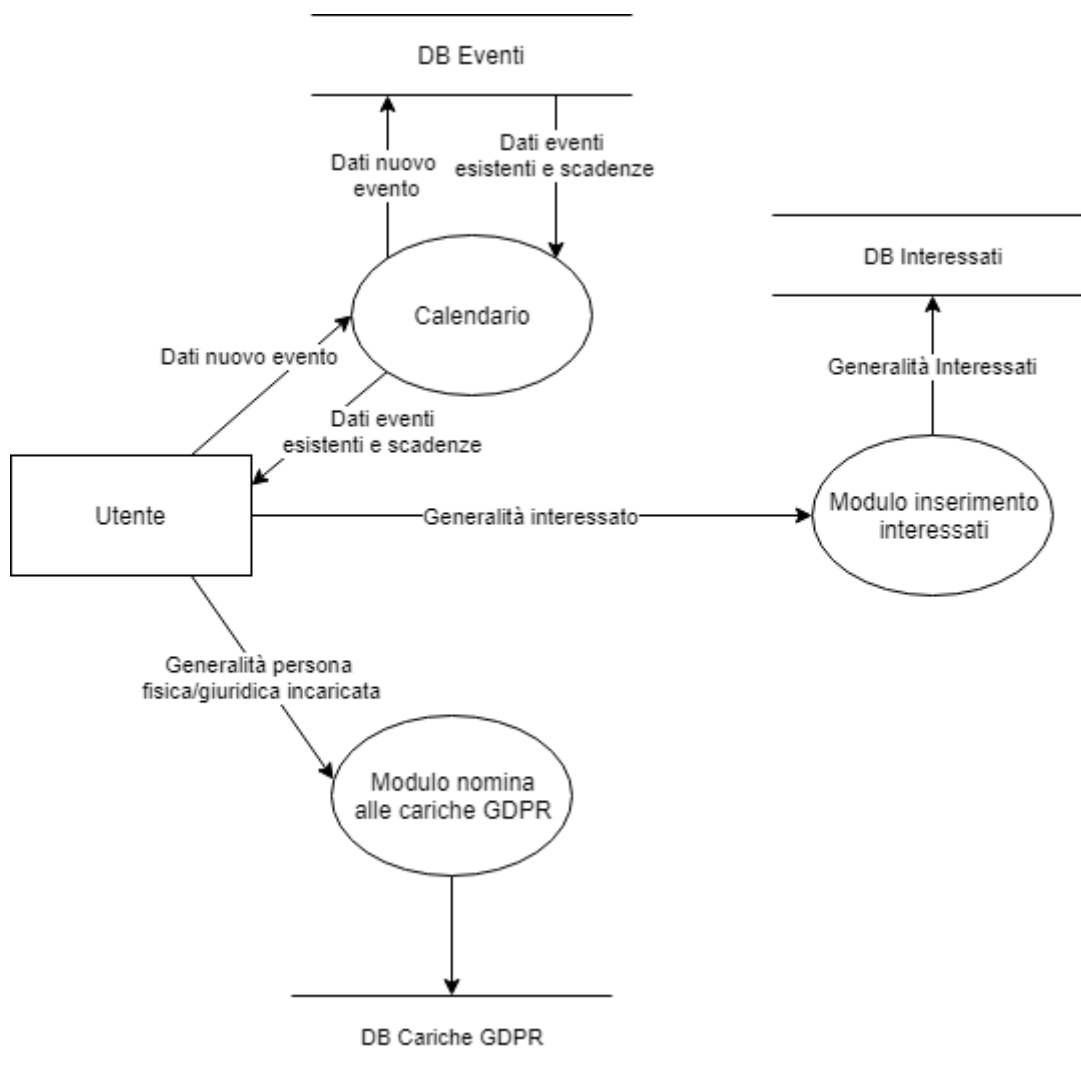 DB Eventi
Dati nuovo
evento
Dati eventi
esistenti e scadenze
DB Interessati
Calendario
Dati nuovo evento
Generalità Interessati
Dati eventi
esistenti e scadenze
Utente
Generalità interessato
Modulo inserimento
interessati
Generalità persona
fisica/giuridica incaricata
Modulo nomina
alle cariche GDPR
DB Cariche GDPR